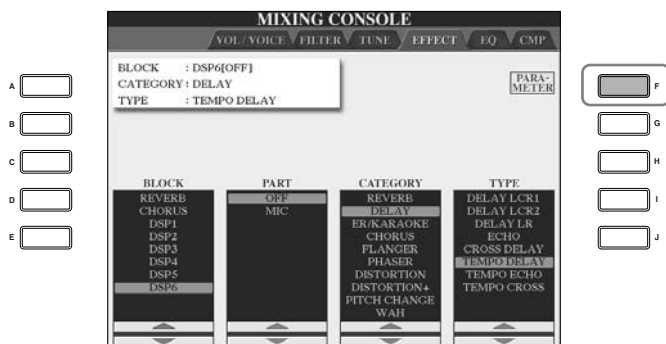 MIXING CONSOLE
VOL/VOICE FILTER TUNE EFFECT EQ CMP
BLOCK : DSP6[OFF]
CATEGORY : DELAY
TYPE : TEMPO DELAY
PARA-
METER
A
B
C
D
E
F
G
H
I
J
BLOCK
REVERB
CHORUS
DSP1
DSP2
DSP3
DSP4
DSP5
DSP6
PART
OFF
MIC
CATEGORY
REVERB
DELAY
ER/KARAOKE
CHORUS
FLANGER
PHASER
DISTORTION
DISTORTION+
PITCH CHANGE
WAH
TYPE
DELAY LCR1
DELAY LCR2
DELAY LR
ECHO
CROSS DELAY
TEMPO DELAY
TEMPO ECHO
TEMPO CROSS